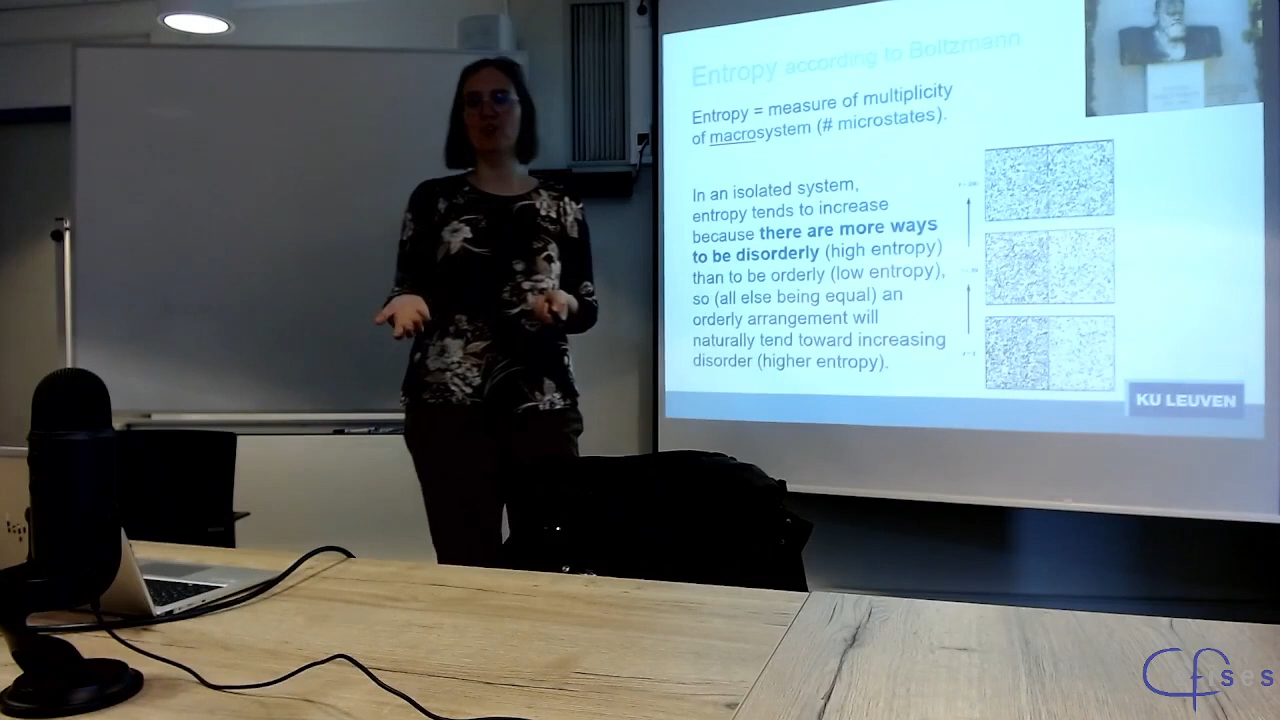 Entropy according to Boltzmann
Entropy = measure of multiplicity
of macrosystem (# microstates).
In an isolated system,
entropy tends to increase
because there are more ways
to be disorderly (high entropy)
than to be orderly (low entropy),
so (all else being equal) an
orderly arrangement will
naturally tend toward increasing
disorder (higher entropy).
KU LEUVEN